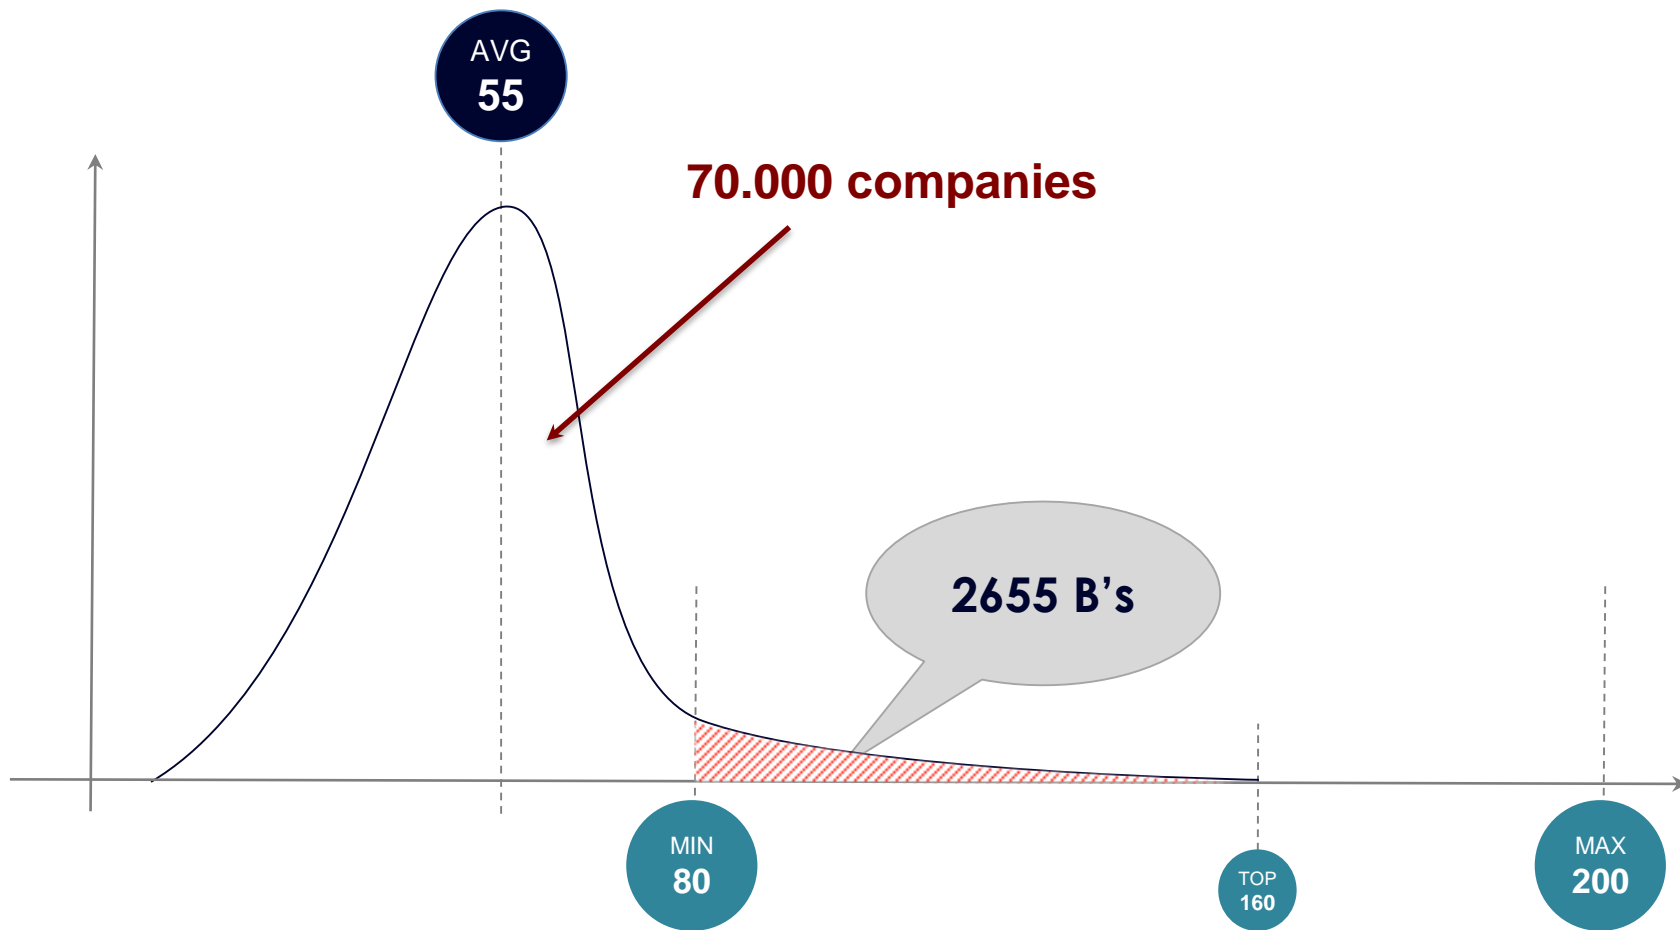 AVG
55
70.000 companies
2655 B’s
MIN
80
TOP
160
MAX
200